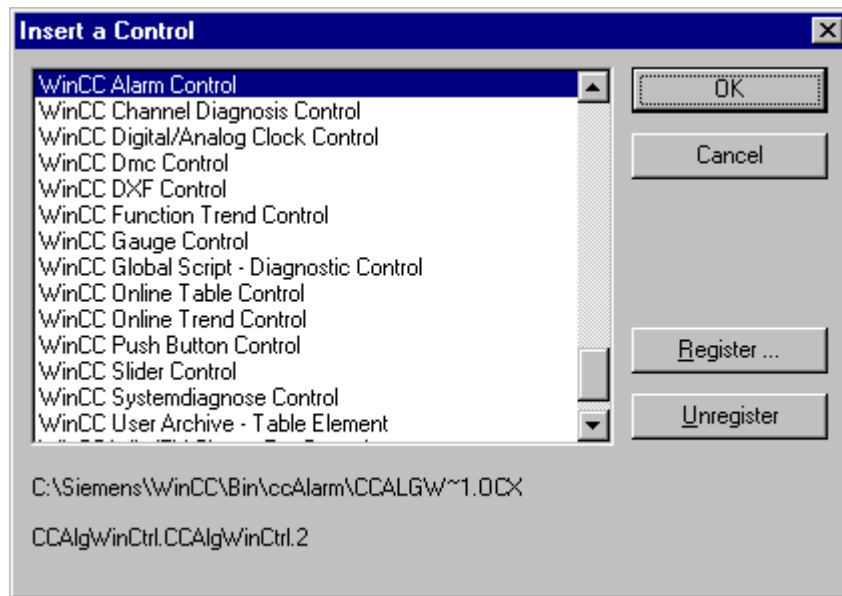 Insert a Control
WinCC Alarm Control
WinCC Channel Diagnosis Control
WinCC Digital/Analog Clock Control
WinCC Dmc Control
WinCC DXF Control
WinCC Function Trend Control
WinCC Gauge Control
WinCC Global Script - Diagnostic Control
WinCC Online Table Control
WinCC Online Trend Control
WinCC Push Button Control
WinCC Slider Control
WinCC Systemdiagnose Control
WinCC User Archive - Table Element
OK
Cancel
Register ...
Unregister
C:\Siemens\WinCC\Bin\ccAlarm\CCALGW~1.OCX
CCAlgWinCtrl.CCAlgWinCtrl.2